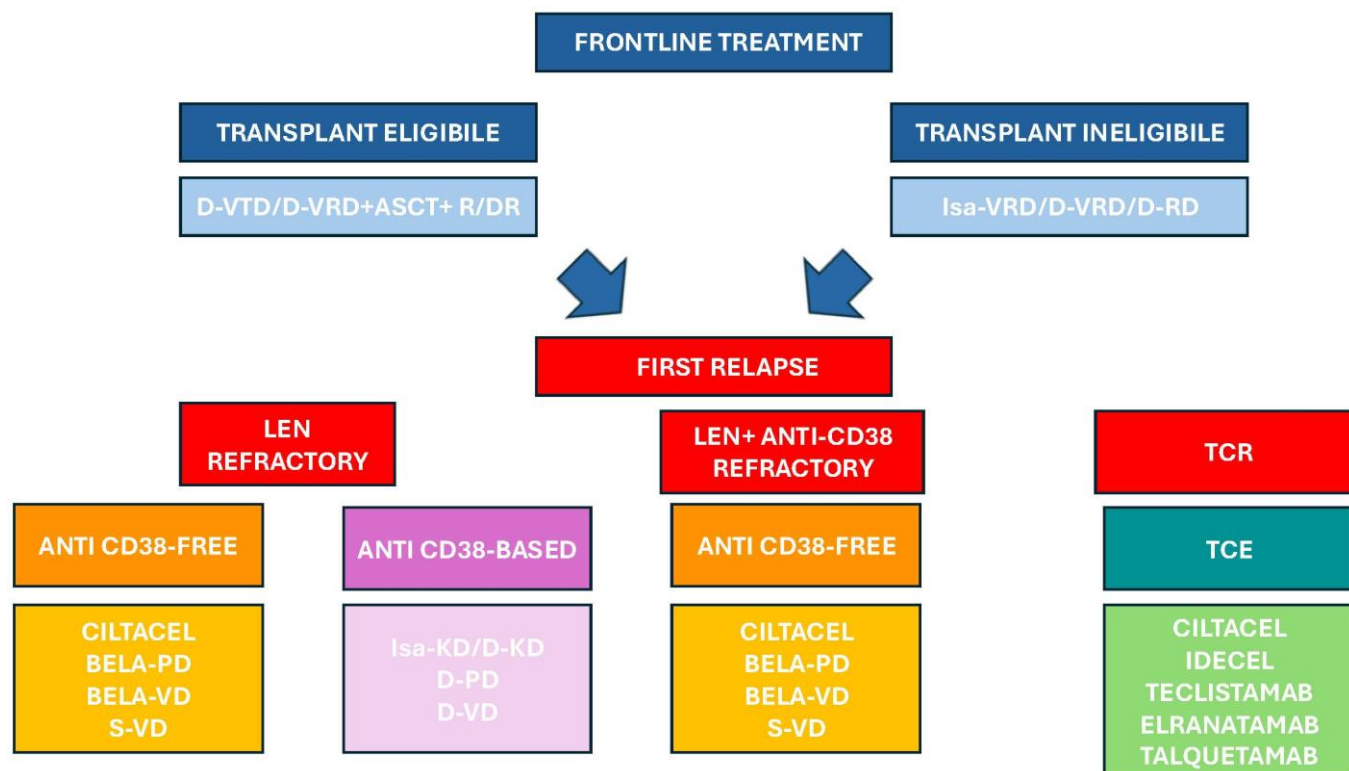 FRONTLINE TREATMENT
TRANSPLANT ELIGIBILE
TRANSPLANT INELIGIBILE
D-VTD/D-VRD+ASCT+ R/DR
Isa-VRD/D-VRD/D-RD
FIRST RELAPSE
LEN
REFRACTORY
LEN+ ANTI-CD38
REFRACTORY
TCR
ANTI CD38-FREE
ANTI CD38-BASED
ANTI CD38-FREE
TCE
CILTACEL
BELA-PD
BELA-VD
S-VD
Isa-KD/D-KD
D-PD
D-VD
CILTACEL
BELA-PD
BELA-VD
S-VD
CILTACEL
IDECEL
TECLISTAMAB
ELRANATAMAB
TALQUETAMAB